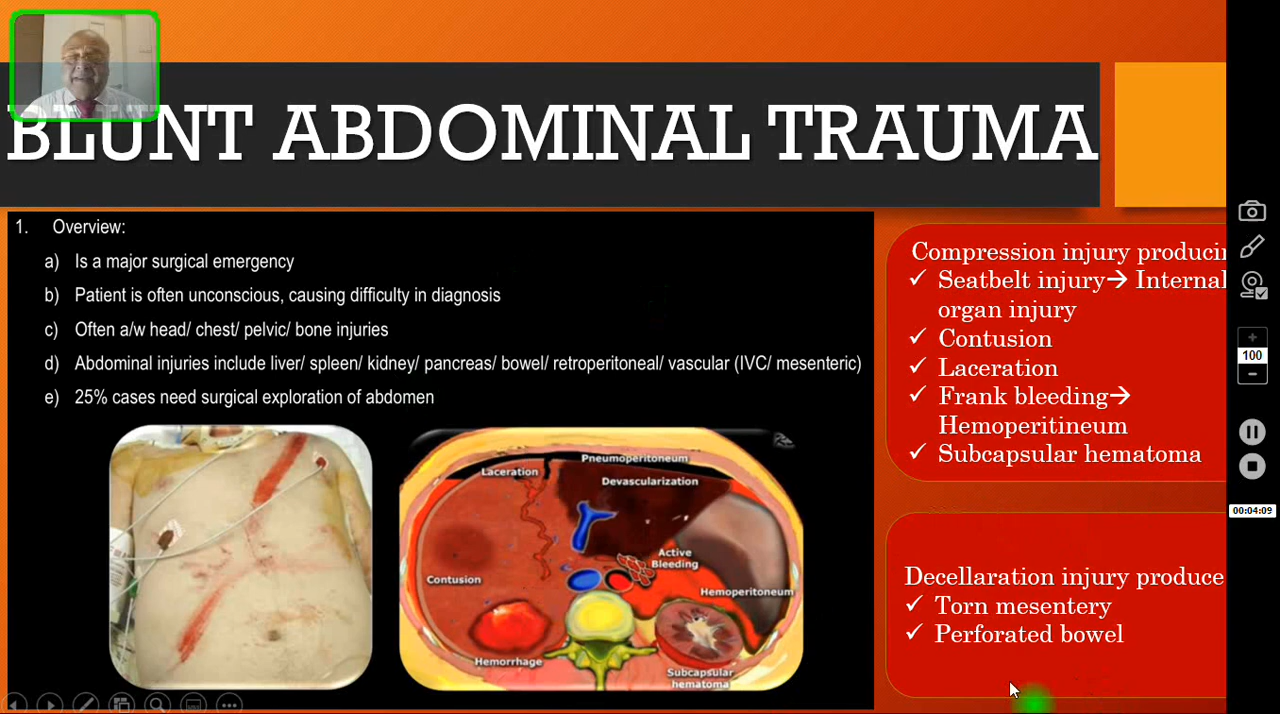 BLUNT ABDOMINAL TRAUMA
1. Overview:
a) Is a major surgical emergency
b) Patient is often unconscious, causing difficulty in diagnosis
c) Often a/w head/ chest/ pelvic/ bone injuries
d) Abdominal injuries include liver/ spleen/ kidney/ pancreas/ bowel/ retroperitoneal/ vascular (IVC/ mesenteric)
e) 25% cases need surgical exploration of abdomen
Pneumoperitoneum
Laceration
Devascularization
Active
Bleeding
Contusion
Hemoperitoneum
Hemorrhage
Subcapsular
hematoma
Compression injury producin
✓ Seatbelt injury→ Internal
organ injury
✓ Contusion
✓ Laceration
✓ Frank bleeding→
Hemoperitineum
✓ Subcapsular hematoma
Decellaration injury produce
✓ Torn mesentery
✓ Perforated bowel
100
00:04:09